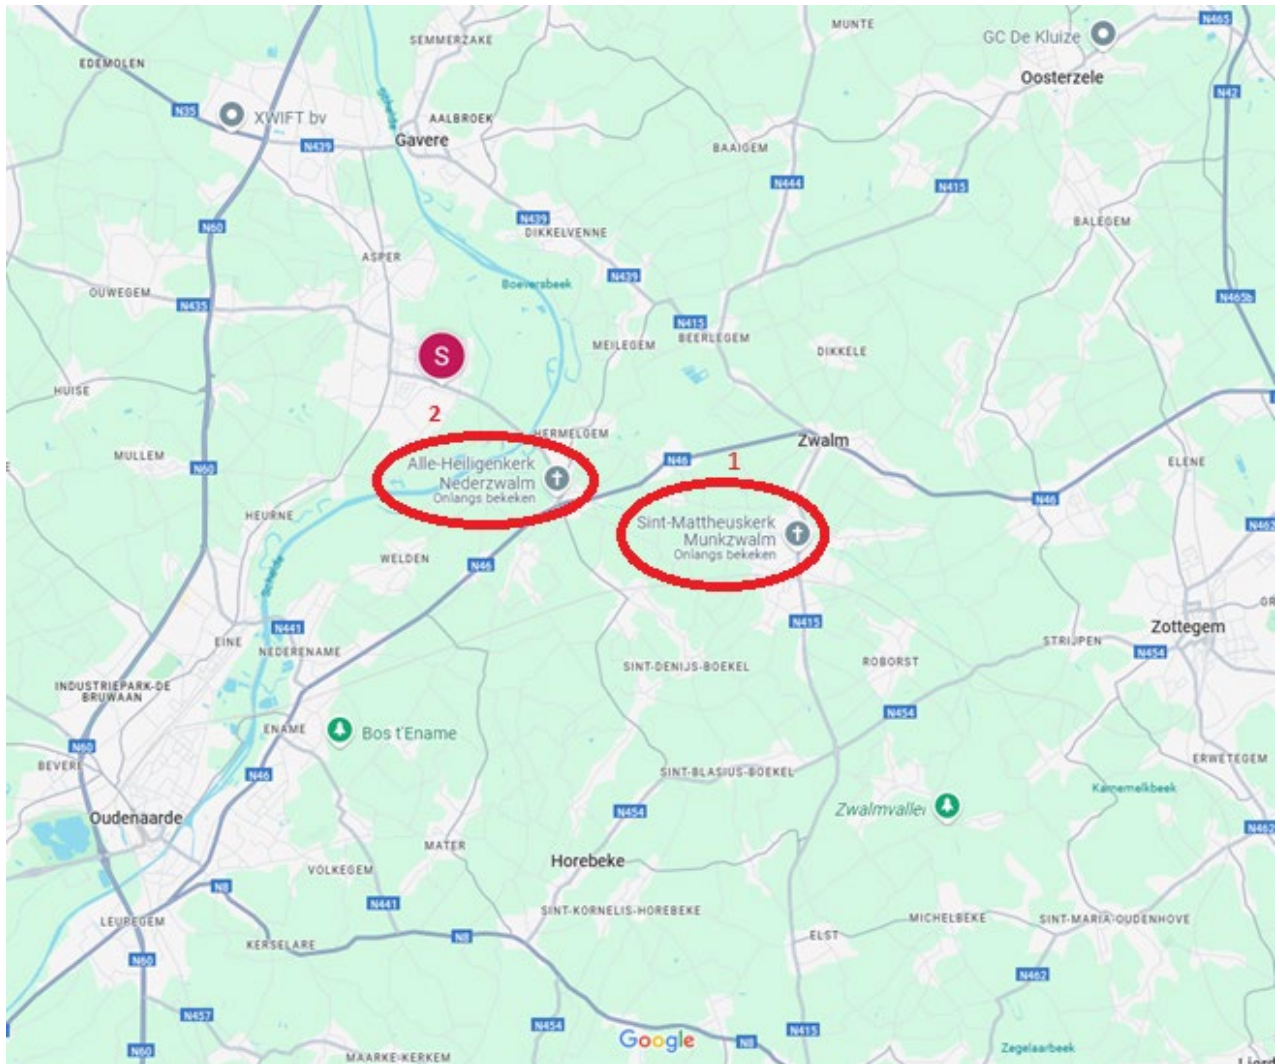 MUNTE
N465
GC De Kluize
SEMMERZAKE
EDEMOLEN
Oosterzele
Schelde
N42
N35
XWIFT bv
AALBROEK
Gavere
N439
BAAIGEM
N444
N415
N439
BALEGEM
N60
DIKKELVENNE
ASPER
N439
Boeversbeek
OUWEGEM
N435
N465b
N415
S
MEILEGEM
BEERLEGEM
DIKKELE
HUISE
2
HERMELGEM
Zwalm
MULLEM
N60
Alle-Heiligenkerk
Nederzwalm
Onlangs bekeken
N46
1
ELENE
N46
HEURNE
Sint-Mattheuskerk
Munkzwalm
Onlangs bekeken
N462
WELDEN
N46
Schelde
GR
N441
EINE
NEDERENAME
N415
Zottegem
STRIJPEN
N454
SINT-DENIJS-BOEKEL
ROBORST
INDUSTRIEPARK-DE
BRUWAAN
N454
ENAME
Bos t'Ename
N60
BEVERE
N46
SINT-BLASIUS-BOEKEL
ERWETEGEM
Karnemelkbeek
Zwalmvallei
Oudenaarde
N454
N462
MATER
Horebeke
VOLKEGEM
N8
N441
LEUPEGEM
SINT-KORNELIS-HOREBEKE
MICHELBEKE
SINT-MARIA-OUDENHOVE
KERSELARE
N8
ELST
N60
N462
N457
N454
Google
N8
N415
N60
MAARKE-KERKEM
Zegelaarbeek